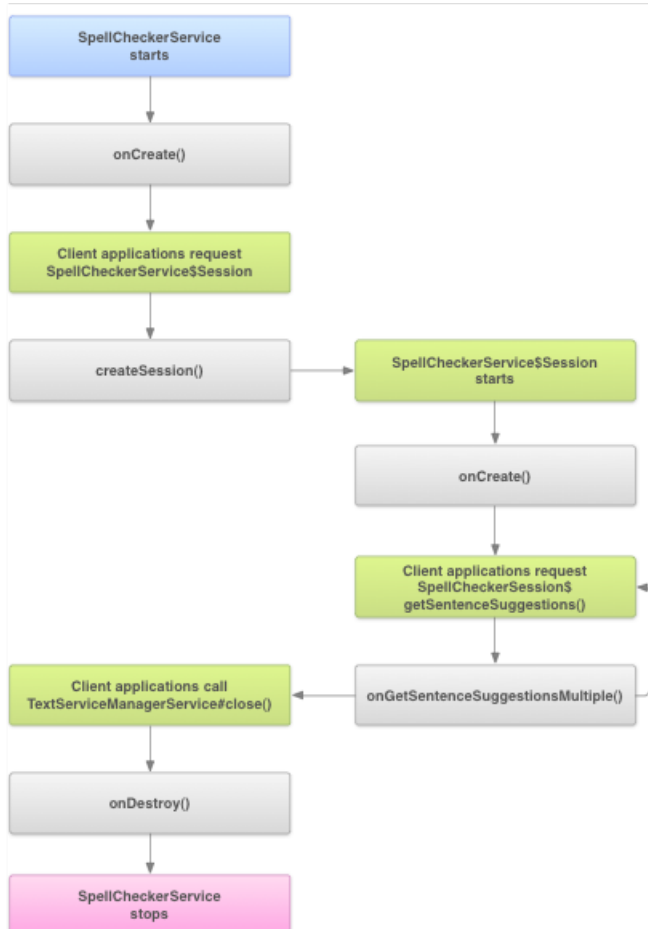 SpellCheckerService
starts
onCreate()
Client applications request
SpellCheckerService$Session
createSession()
SpellCheckerService$Session
starts
onCreate()
Client applications request
SpellCheckerSession$
getSentenceSuggestions()
onGetSentenceSuggestionsMultiple()
Client applications call
TextServiceManagerService#close()
onDestroy()
SpellCheckerService
stops